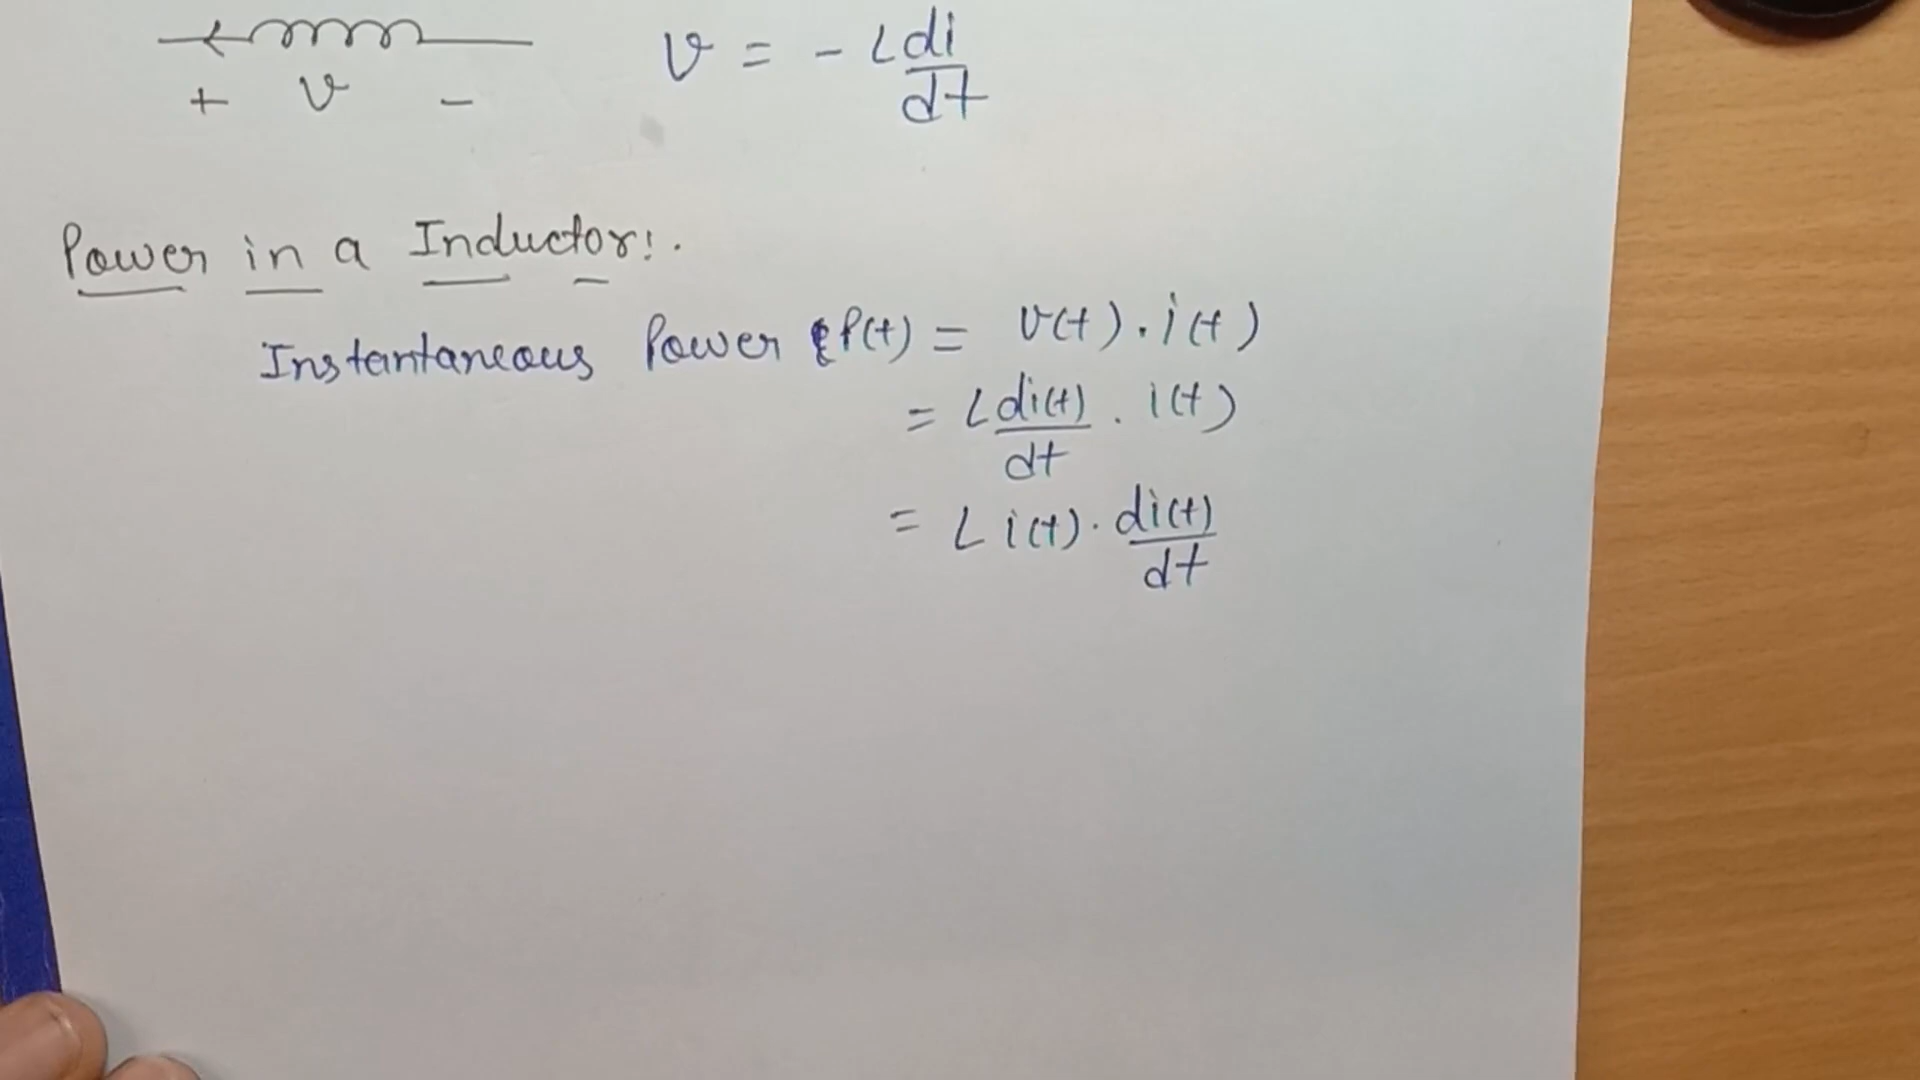 v = - L di/dt
+ v -
Power in a Inductor:.
Instantaneous Power P(t) = v(t) . i(t)
= L di(t)/dt . i(t)
= L i(t) . di(t)/dt